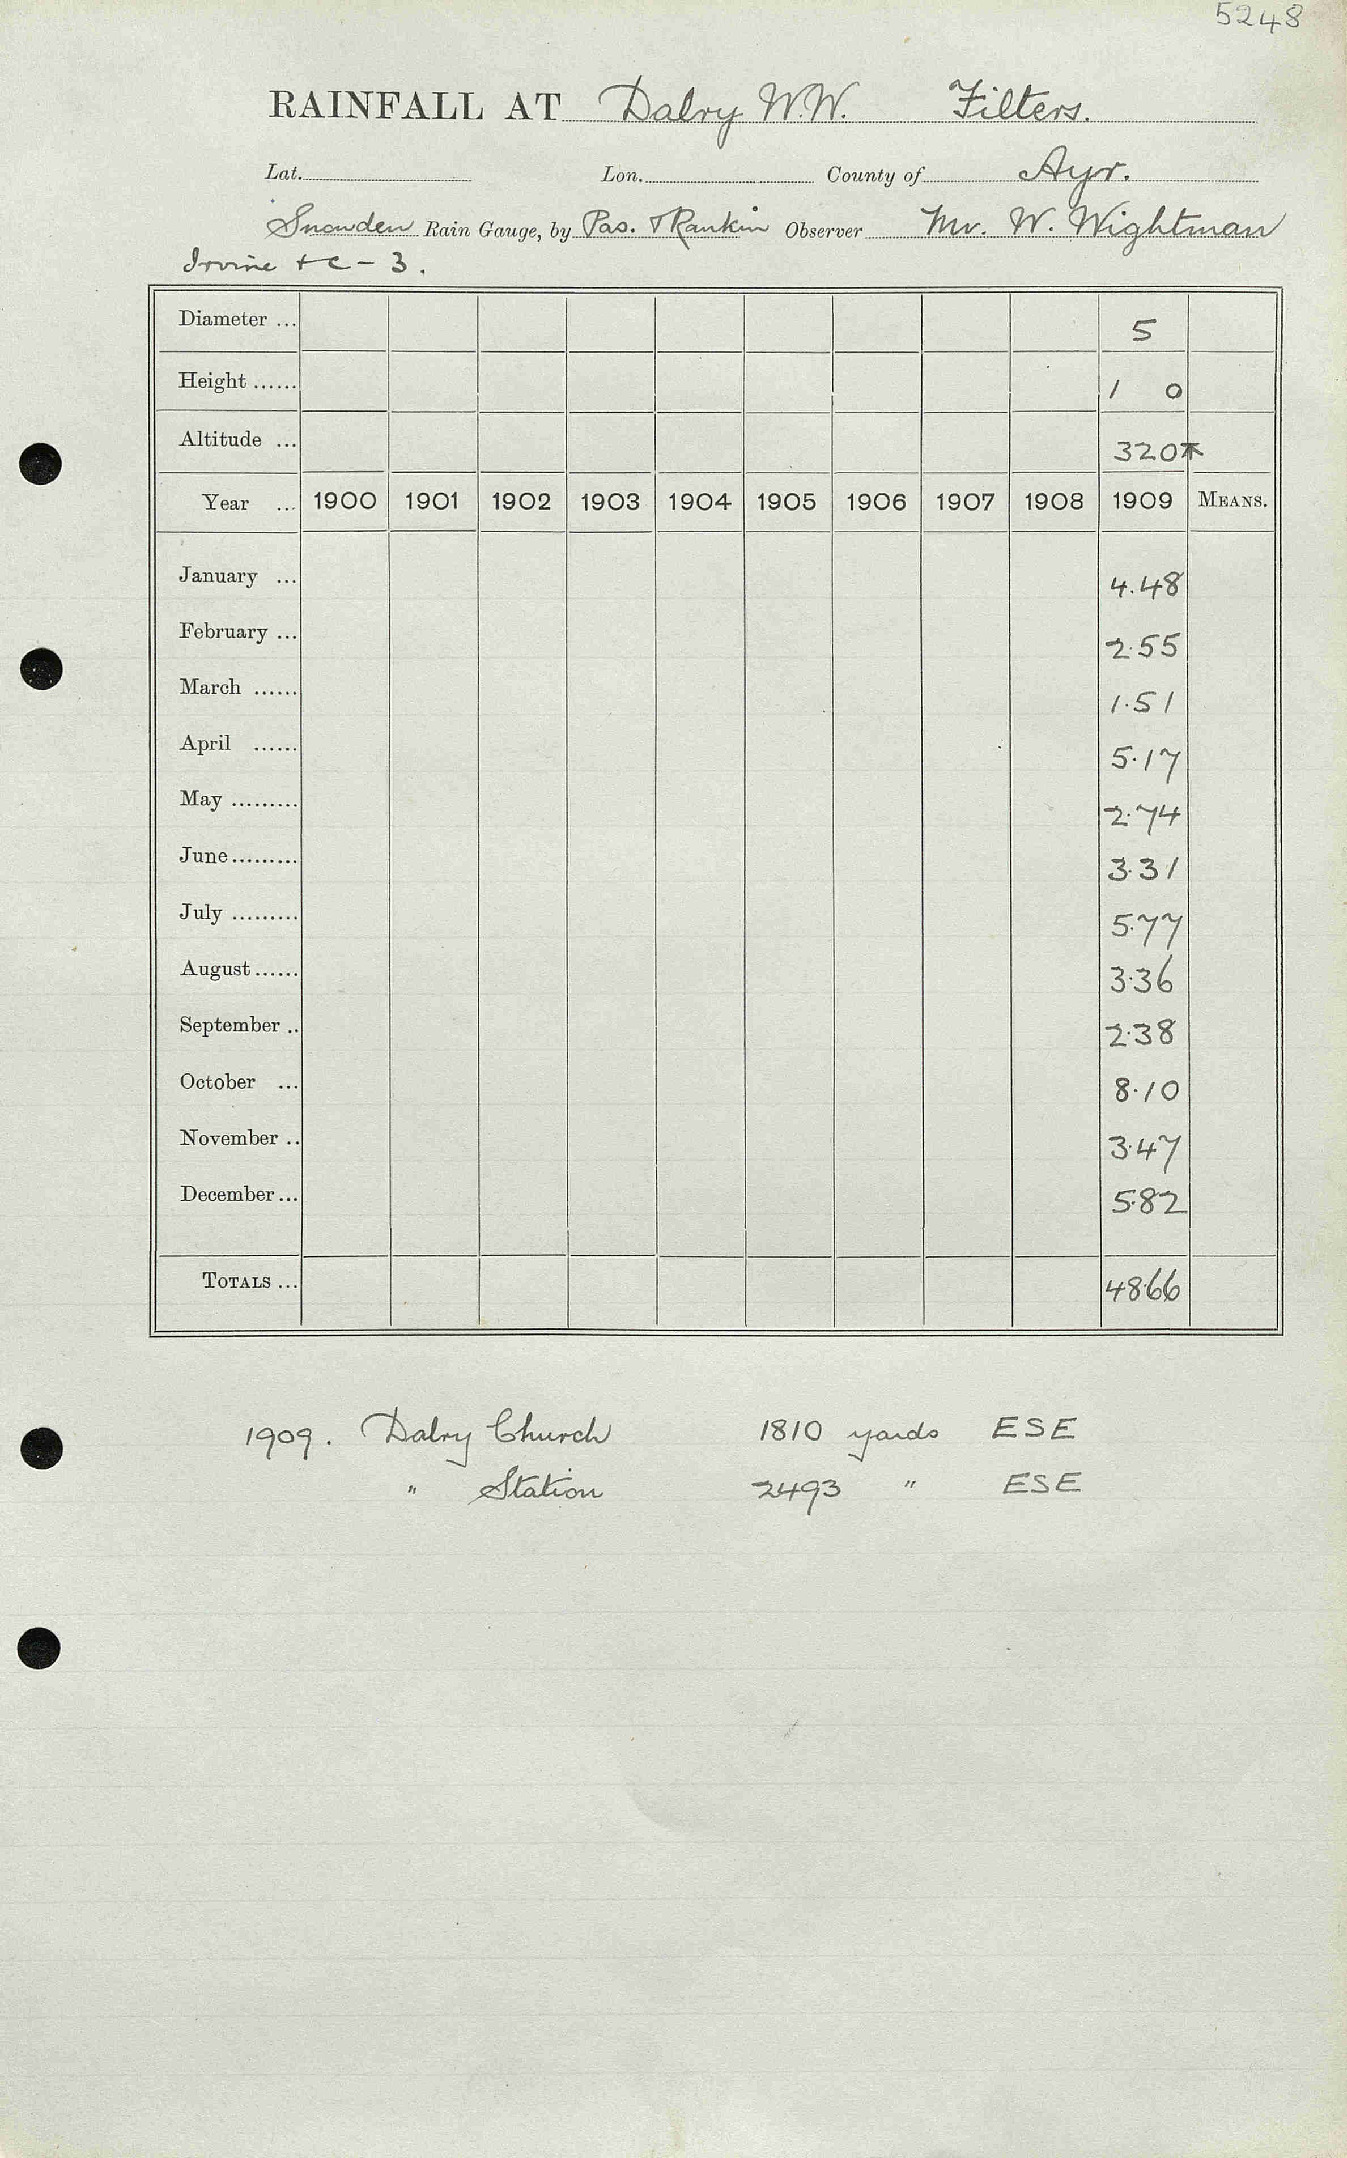 5248
RAINFALL AT Dalry W.W. Filters.
Lat. Lon. County of Ayr.
Snowden Rain Gauge, by Pas. & Rankin Observer Mr. W. Wightman
Irvine + C - 3.
Diameter ... 5
Height ...... 1 0
Altitude ... 320
Year ... 1900 1901 1902 1903 1904 1905 1906 1907 1908 1909 MEANS.
January ... 4.48
February ... 2.55
March ...... 1.51
April ...... 5.17
May ......... 2.74
June ......... 3.31
July ......... 5.77
August ...... 3.36
September .. 2.38
October ... 8.10
November .. 3.47
December ... 5.82
TOTALS ... 48.66
1909. Dalry Church 1810 yards ESE
" Station 2493 " ESE